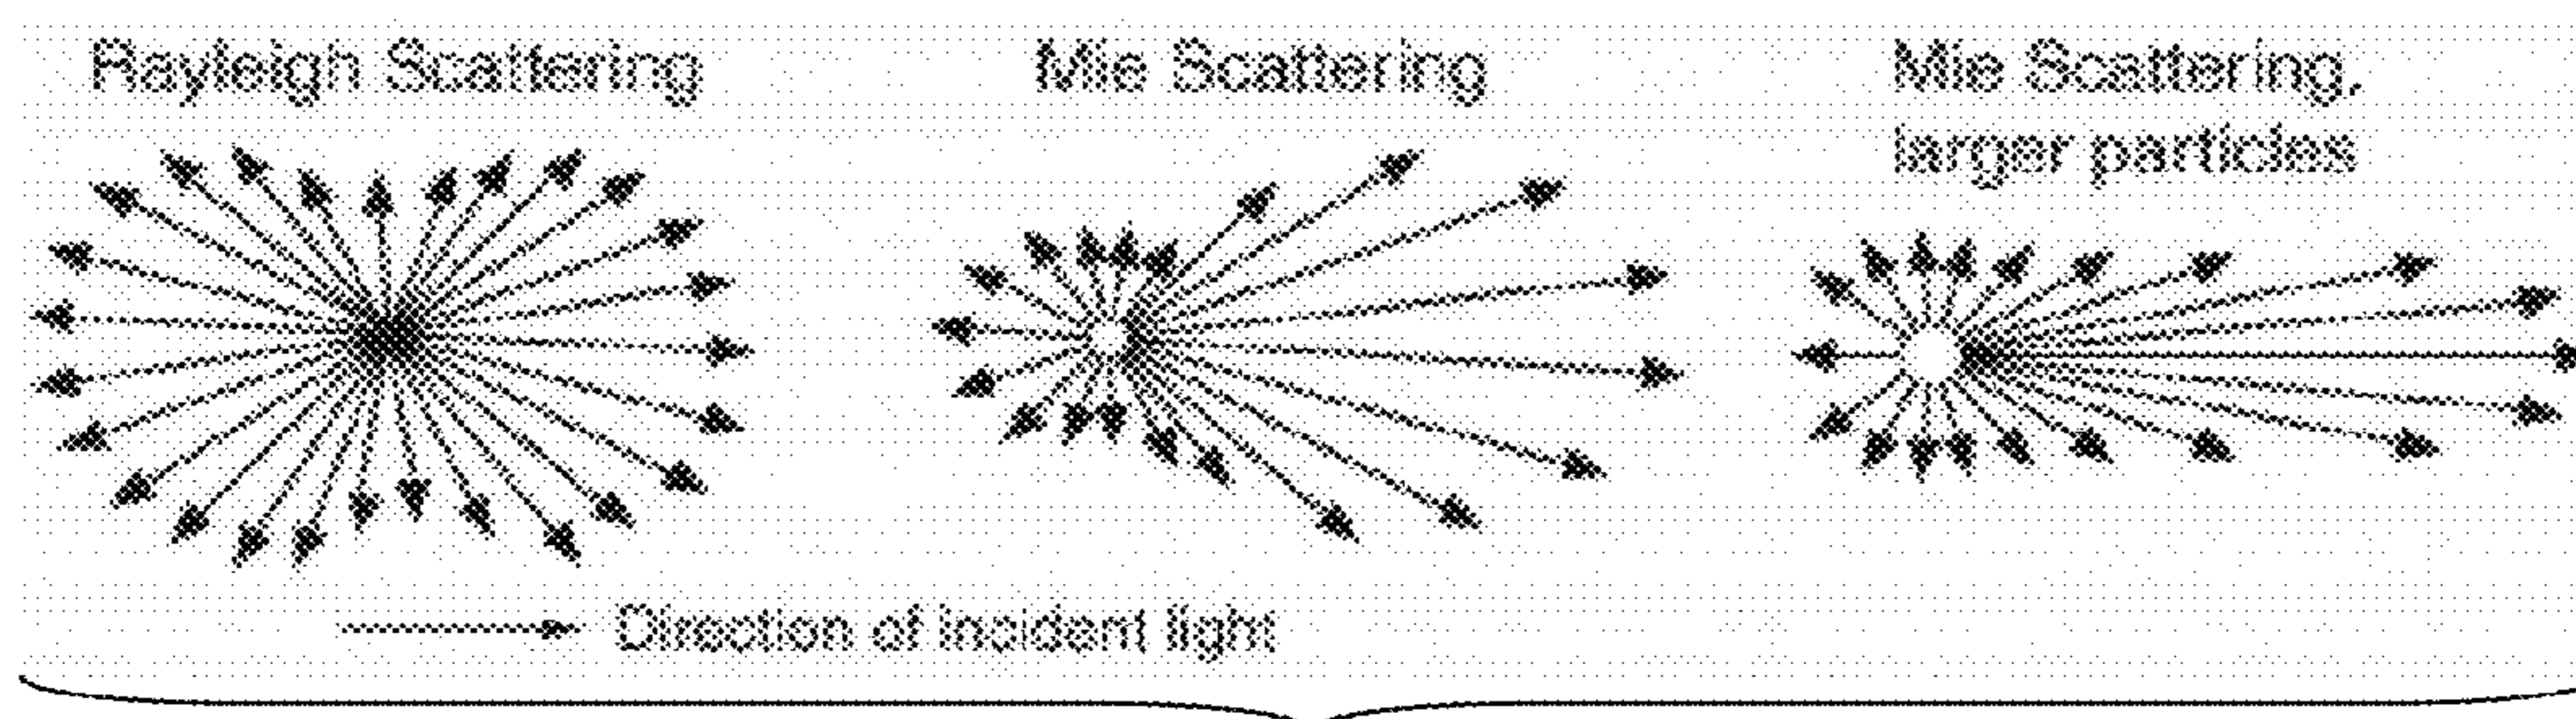 Rayleigh Scattering
Mie Scattering
Mie Scattering,
larger particles
Direction of incident light